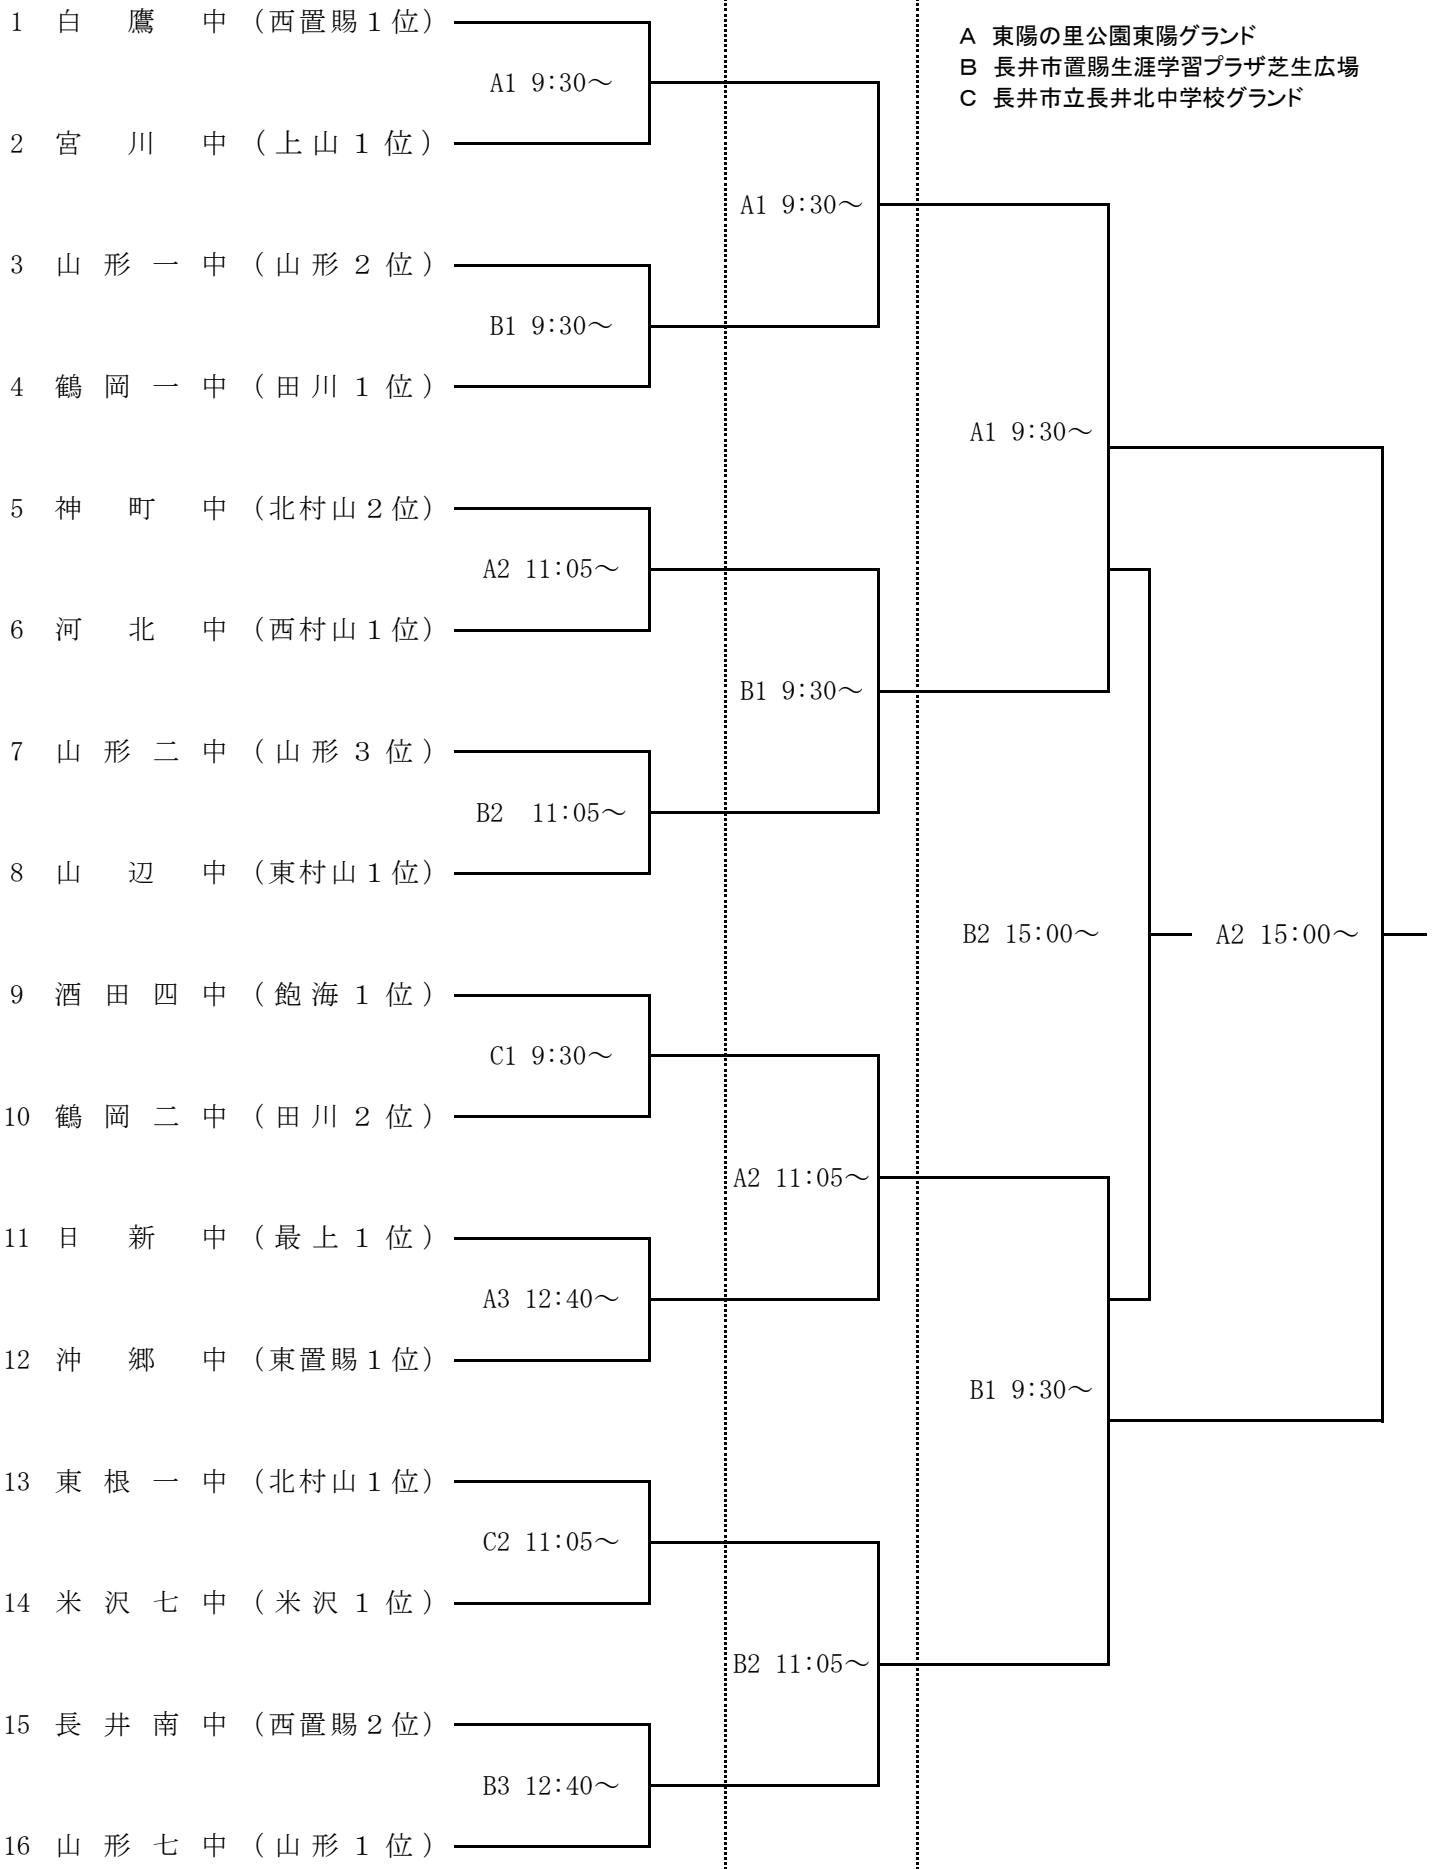 1 白鷹中 (西置賜１位)
A 東陽の里公園東陽グランド
B 長井市置賜生涯学習プラザ芝生広場
C 長井市立長井北中学校グランド
A1 9:30～
2 宮川中 (上山１位)
A1 9:30～
3 山形一中 (山形２位)
B1 9:30～
4 鶴岡一中 (田川１位)
A1 9:30～
5 神町中 (北村山２位)
A2 11:05～
6 河北中 (西村山１位)
B1 9:30～
7 山形二中 (山形３位)
B2 11:05～
8 山辺中 (東村山１位)
B2 15:00～
A2 15:00～
9 酒田四中 (飽海１位)
C1 9:30～
10 鶴岡二中 (田川２位)
A2 11:05～
11 日新中 (最上１位)
A3 12:40～
12 沖郷中 (東置賜１位)
B1 9:30～
13 東根一中 (北村山１位)
C2 11:05～
14 米沢七中 (米沢１位)
B2 11:05～
15 長井南中 (西置賜２位)
B3 12:40～
16 山形七中 (山形１位)